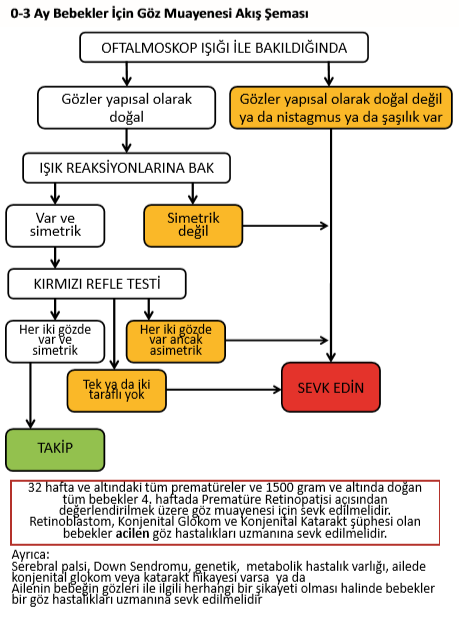 0-3 Ay Bebekler İçin Göz Muayenesi Akış Şeması
OFTALMOSKOP IŞIĞI İLE BAKILDIĞINDA
Gözler yapısal olarak
doğal
Gözler yapısal olarak doğal değil
ya da nistagmus ya da şaşılık var
IŞIK REAKSİYONLARINA BAK
Var ve
simetrik
Simetrik
değil
KIRMIZI REFLE TESTİ
Her iki gözde
var ve
simetrik
Her iki gözde
var ancak
asimetrik
Tek ya da iki
taraflı yok
SEVK EDİN
TAKİP
32 hafta ve altındaki tüm prematüreler ve 1500 gram ve altında doğan
tüm bebekler 4. haftada Prematüre Retinopatisi açısından
değerlendirilmek üzere göz muayenesi için sevk edilmelidir.
Retinoblastom, Konjenital Glokom ve Konjenital Katarakt şüphesi olan
bebekler acilen göz hastalıkları uzmanına sevk edilmelidir.
Ayrıca:
Serebral palsi, Down Sendromu, genetik, metabolik hastalık varlığı, ailede
konjenital glokom veya katarakt hikayesi varsa ya da
Ailenin bebeğin gözleri ile ilgili herhangi bir şikayeti olması halinde bebekler
bir göz hastalıkları uzmanına sevk edilmelidir